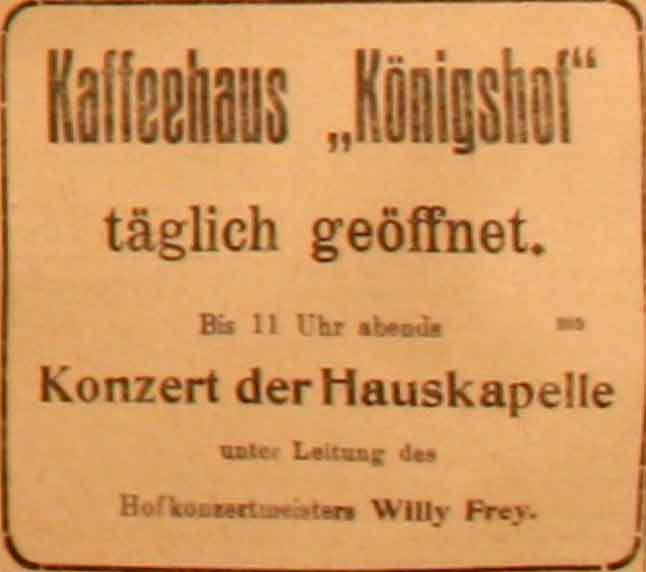 Kaffeehaus „Königshof“
täglich geöffnet.
Bis 11 Uhr abends
Konzert der Hauskapelle
unter Leitung des
Hofkonzertmeisters Willy Frey.